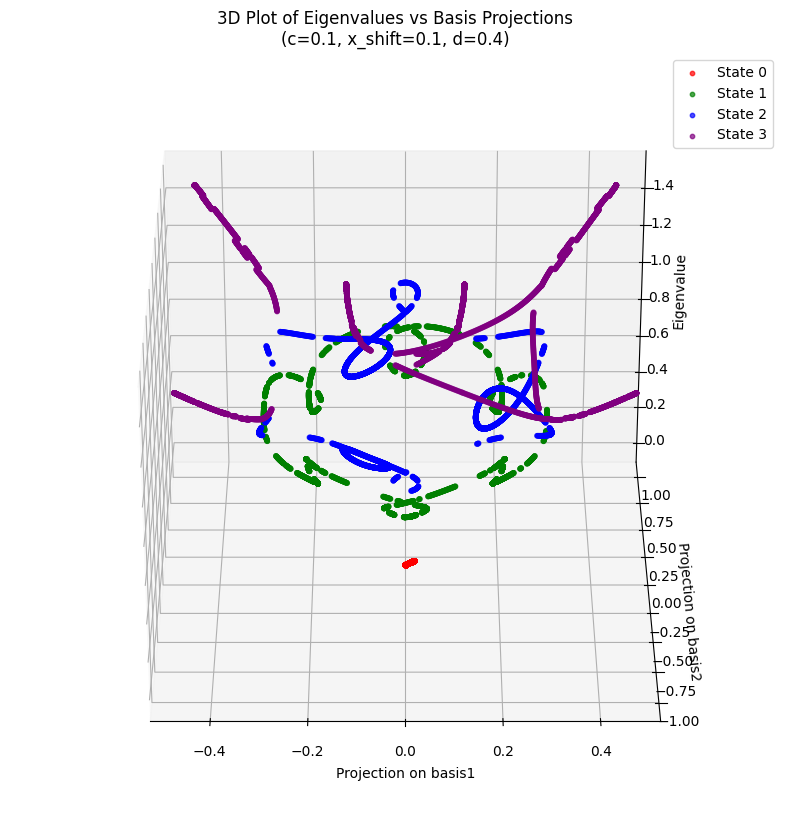 3D Plot of Eigenvalues vs Basis Projections
(c=0.1, x_shift=0.1, d=0.4)
State 0
State 1
State 2
State 3
1.4
1.2
1.0
0.8
0.6
0.4
0.2
0.0
Eigenvalue
1.00
0.75
0.50
0.25
0.00
−0.25
−0.50
−0.75
−1.00
Projection on basis2
−0.4
−0.2
0.0
0.2
0.4
Projection on basis1